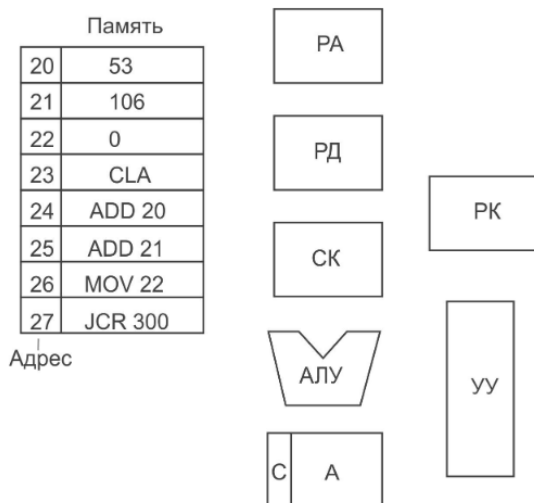 Память
20 53
21 106
22 0
23 CLA
24 ADD 20
25 ADD 21
26 MOV 22
27 JCR 300
Адрес
РА
РД
СК
АЛУ
С А
РК
УУ